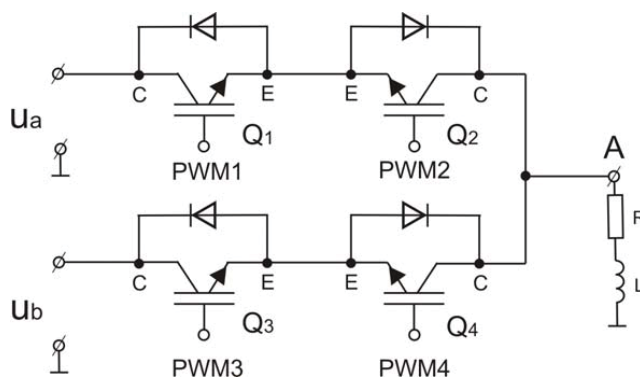 C E E C
ua Q1 Q2
PWM1 PWM2
A
R
C E E C L
ub Q3 Q4
PWM3 PWM4